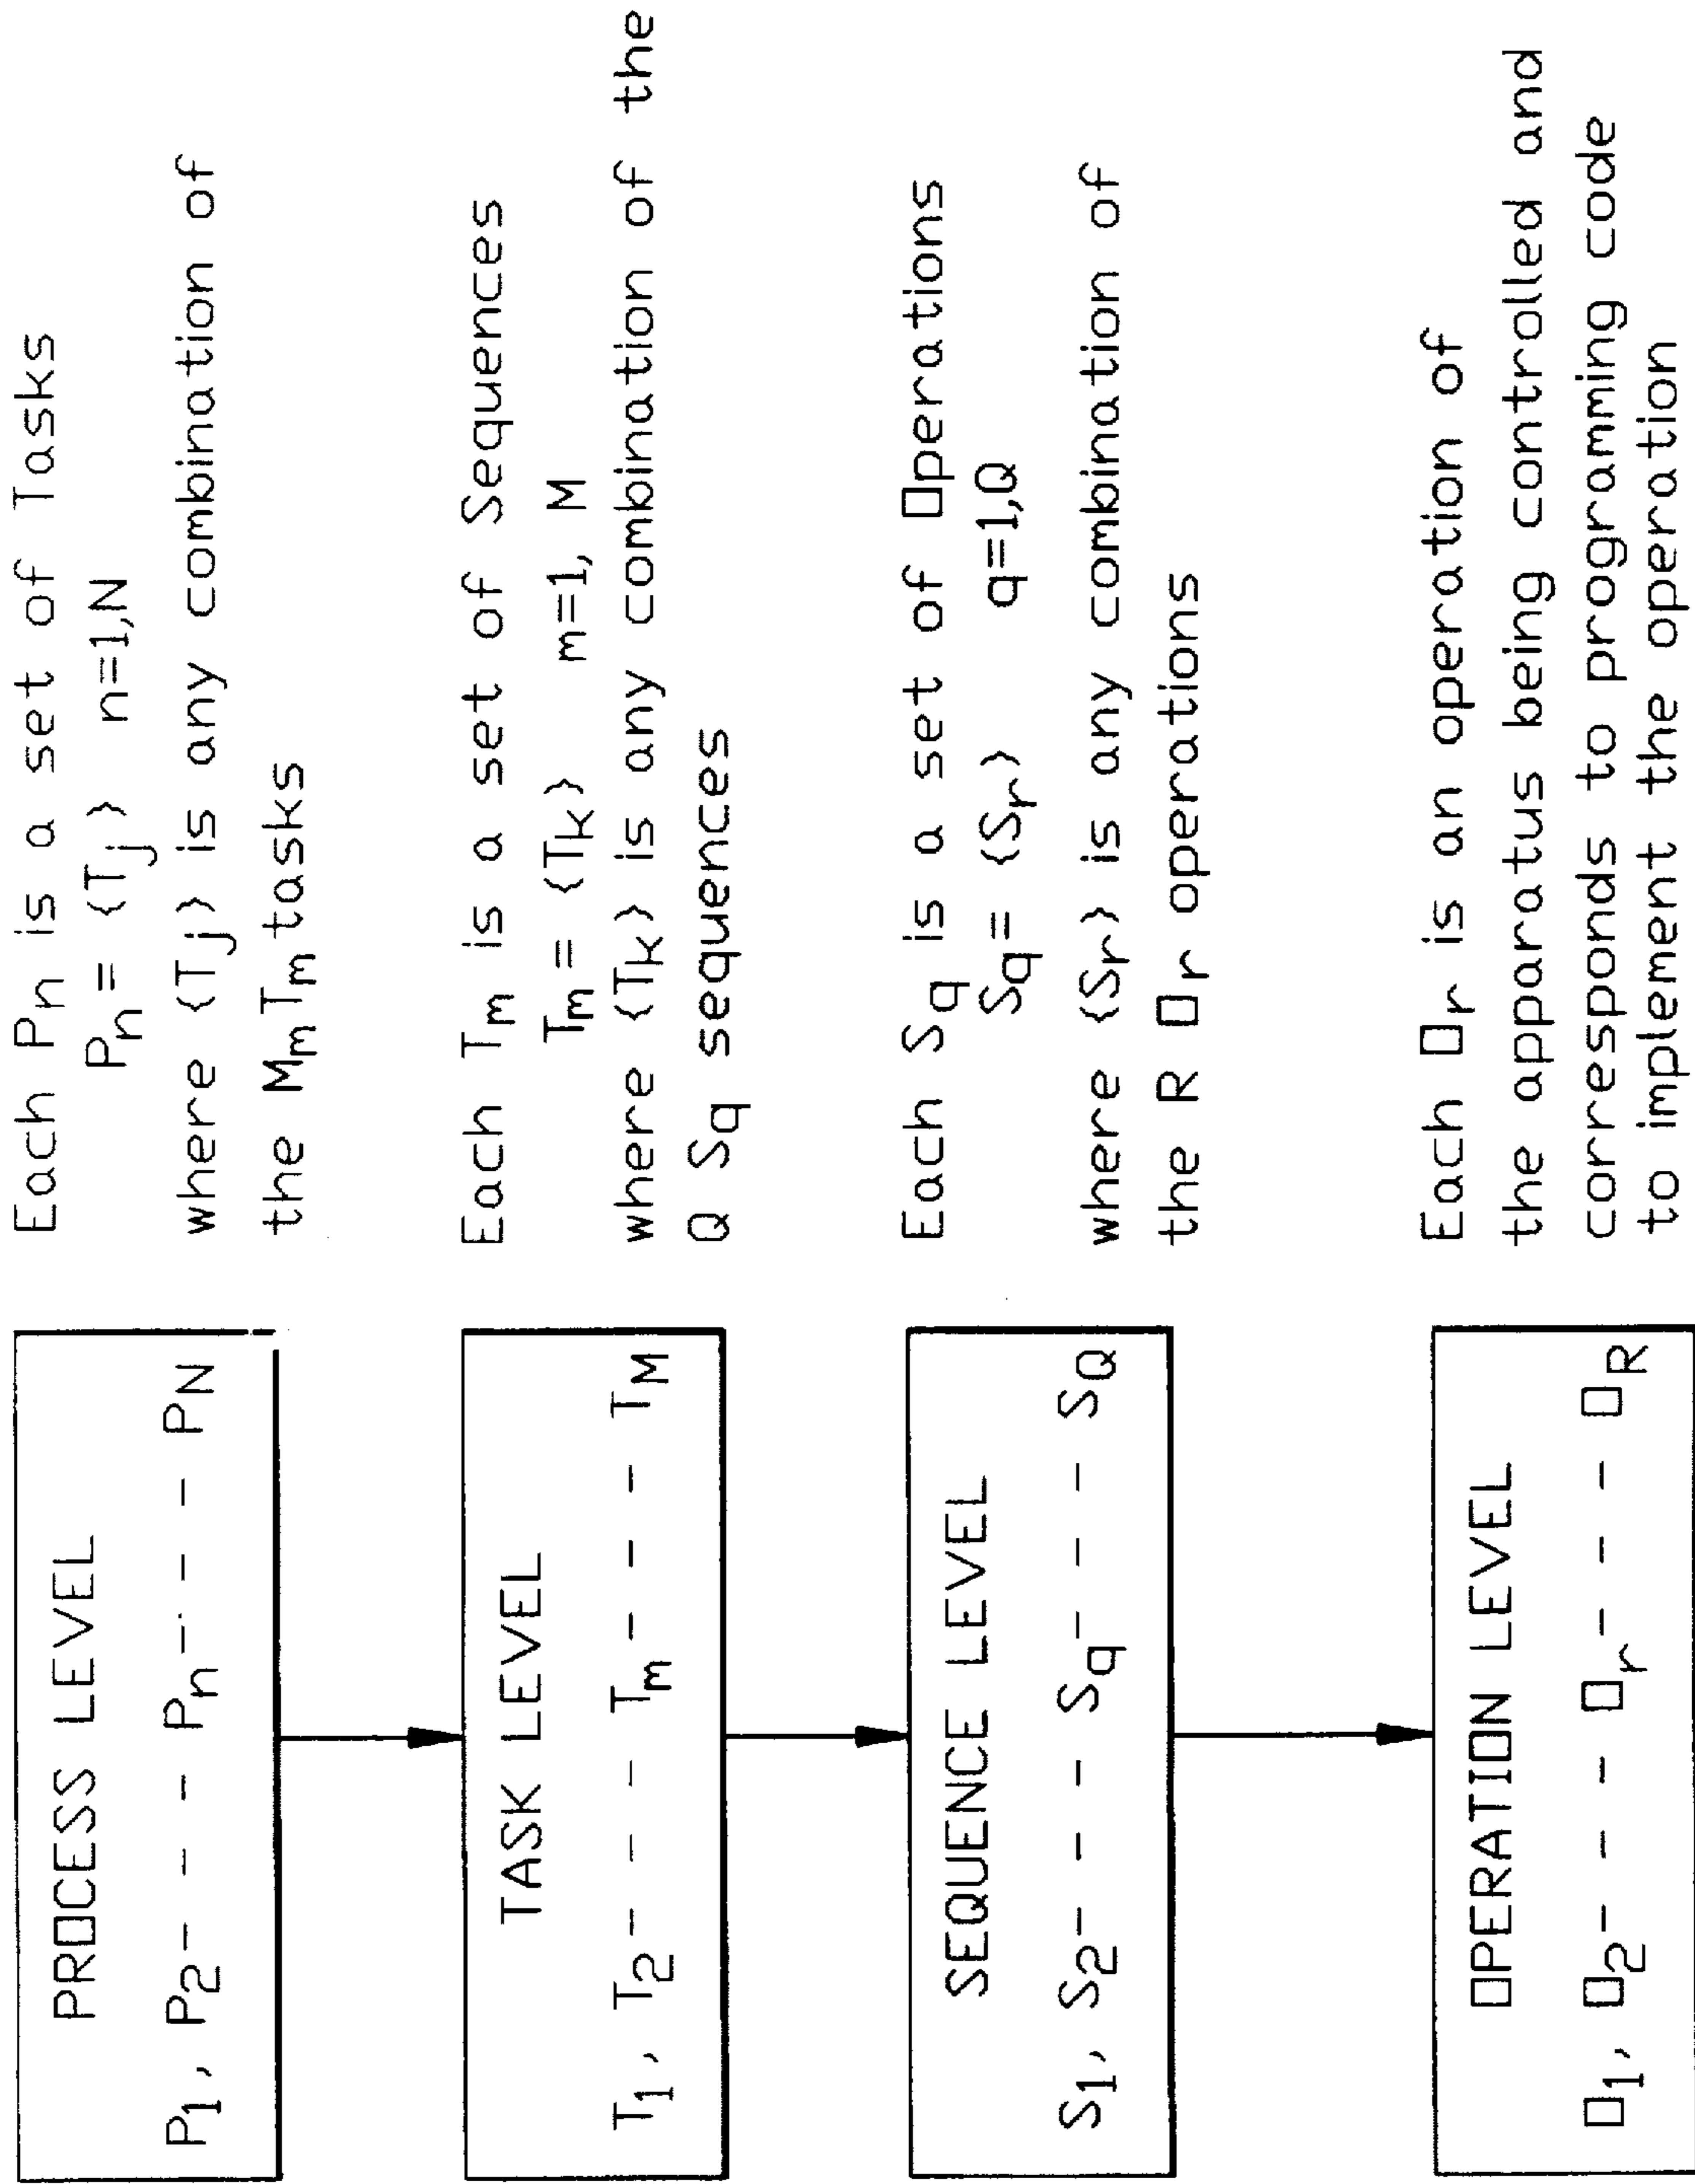 PROCESS LEVEL
P1, P2 - - - Pn - - - - PN
Each Pn is a set of Tasks
Pn = {Tj} n=1,N
where {Tj} is any combination of
the Mm Tm tasks
TASK LEVEL
T1, T2 - - - Tm - - - - TM
Each Tm is a set of Sequences
Tm = {Tk} m=1, M
where {Tk} is any combination of the
Q Sq sequences
SEQUENCE LEVEL
S1, S2 - - - Sq - - - - SQ
Each Sq is a set of Operations
Sq = {Sr} q=1,Q
where {Sr} is any combination of
the R Or operations
OPERATION LEVEL
O1, O2 - - - - Or - - - - OR
Each Or is an operation of
the apparatus being controlled and
corresponds to programming code
to implement the operation